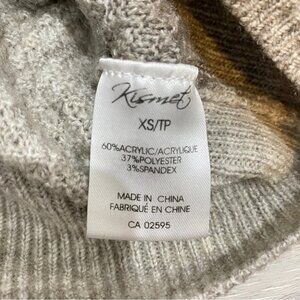 Kismet
XS/TP
60%ACRYLIC/ACRYLIQUE
37%POLYESTER
3%SPANDEX
MADE IN CHINA
FABRIQUÉ EN CHINE
CA 02595